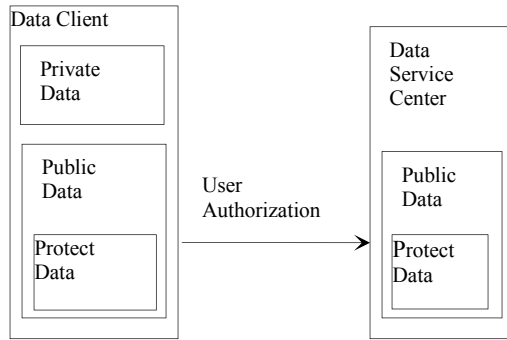 Data Client
Private
Data
Public
Data
Protect
Data
User
Authorization
Data
Service
Center
Public
Data
Protect
Data